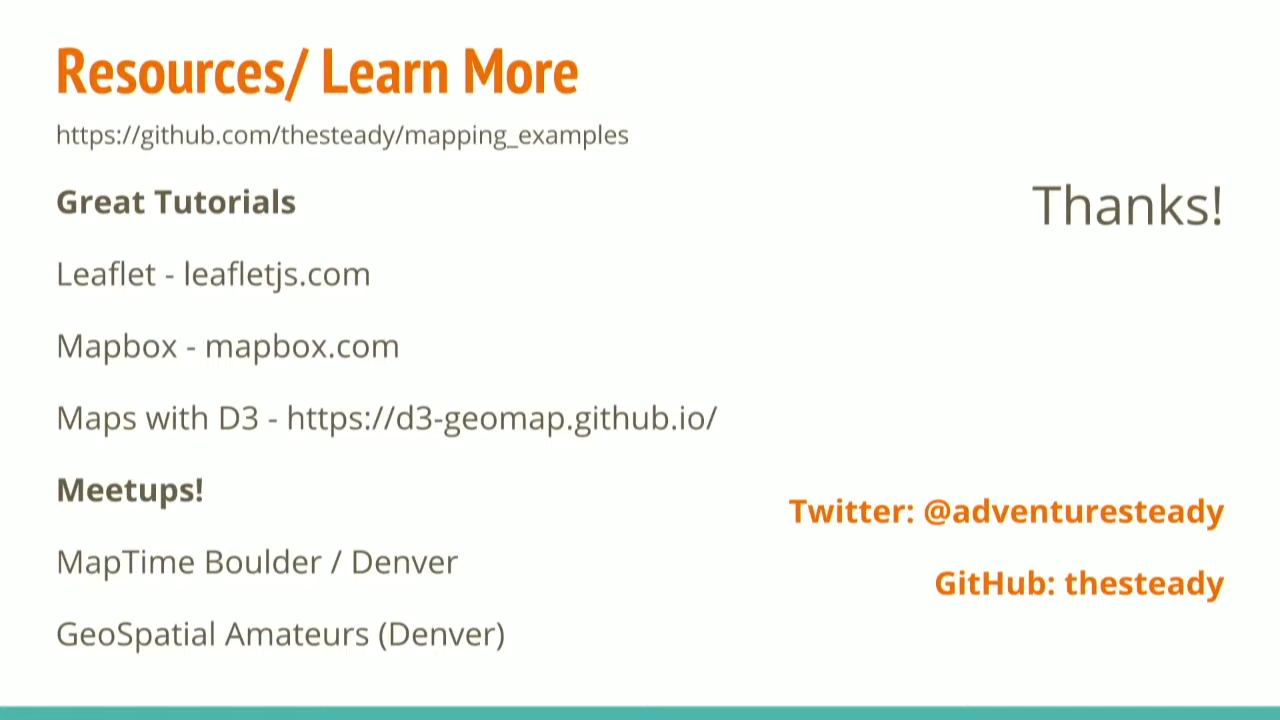 Resources/ Learn More
https://github.com/thesteady/mapping_examples
Great Tutorials
Leaflet - leafletjs.com
Mapbox - mapbox.com
Maps with D3 - https://d3-geomap.github.io/
Meetups!
MapTime Boulder / Denver
GeoSpatial Amateurs (Denver)
Thanks!
Twitter: @adventuresteady
GitHub: thesteady